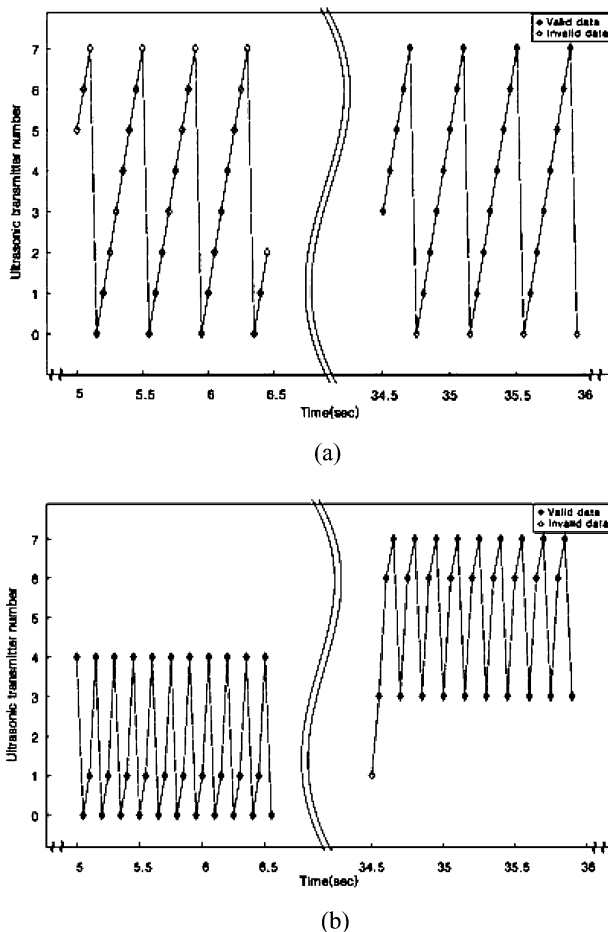 Valid data
Invalid data
7
6
5
4
3
2
1
0
Ultrasonic transmitter number
5 5.5 6 6.5 34.5 35 35.5 36
Time(sec)
(a)
Valid data
Invalid data
7
6
5
4
3
2
1
0
Ultrasonic transmitter number
5 5.5 6 6.5 34.5 35 35.5 36
Time(sec)
(b)